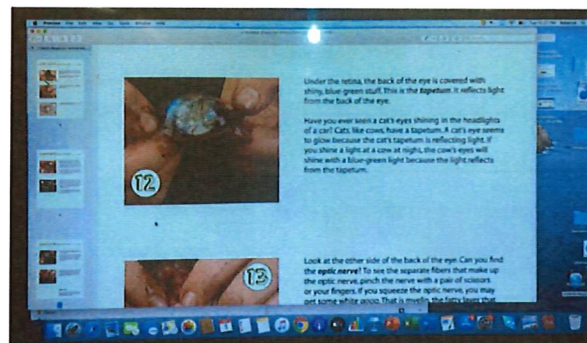 Under the retina, the back of the eye is covered with
shiny, blue-green stuff. This is the tapetum. It reflects light
from the back of the eye.
Have you ever seen a cat's eyes shining in the headlights
of a car? Cats, like cows, have a tapetum. A cat's eye seems
to glow because the cat's tapetum is reflecting light. If
you shine a light at a cow at night, the cow's eyes will
shine with a blue-green light because the light reflects
from the tapetum.
12
Look at the other side of the back of the eye. Can you find
the optic nerve? To see the separate fibers that make up
the optic nerve, pinch the nerve with a pair of scissors
or your fingers. If you squeeze the optic nerve, you may
get some white goop. That is myelin, the fatty layer that
13